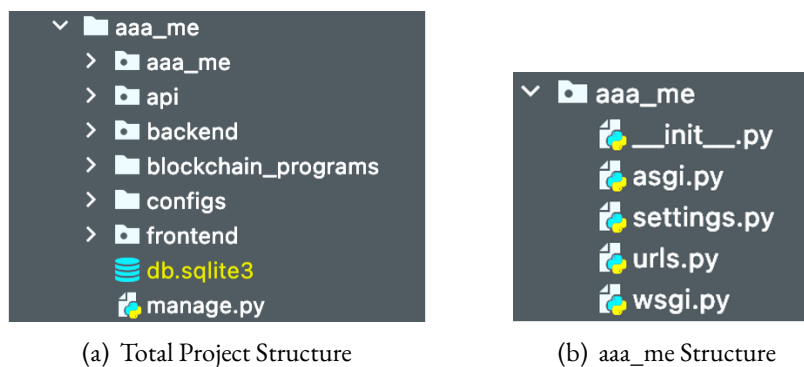 aaa_me
aaa_me
api
backend
blockchain_programs
configs
frontend
db.sqlite3
manage.py
(a) Total Project Structure
aaa_me
__init__.py
asgi.py
settings.py
urls.py
wsgi.py
(b) aaa_me Structure